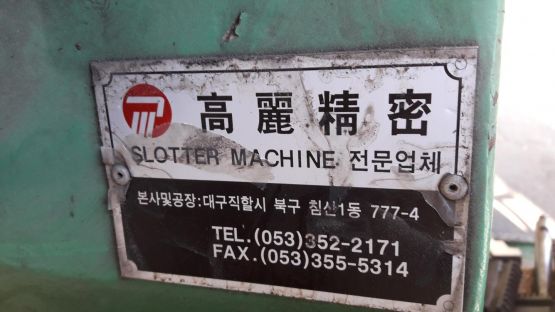 高麗精密
SLOTTER MACHINE 전문업체
본사및공장:대구직할시 북구 침산1동 777-4
TEL.(053)352-2171
FAX.(053)355-5314